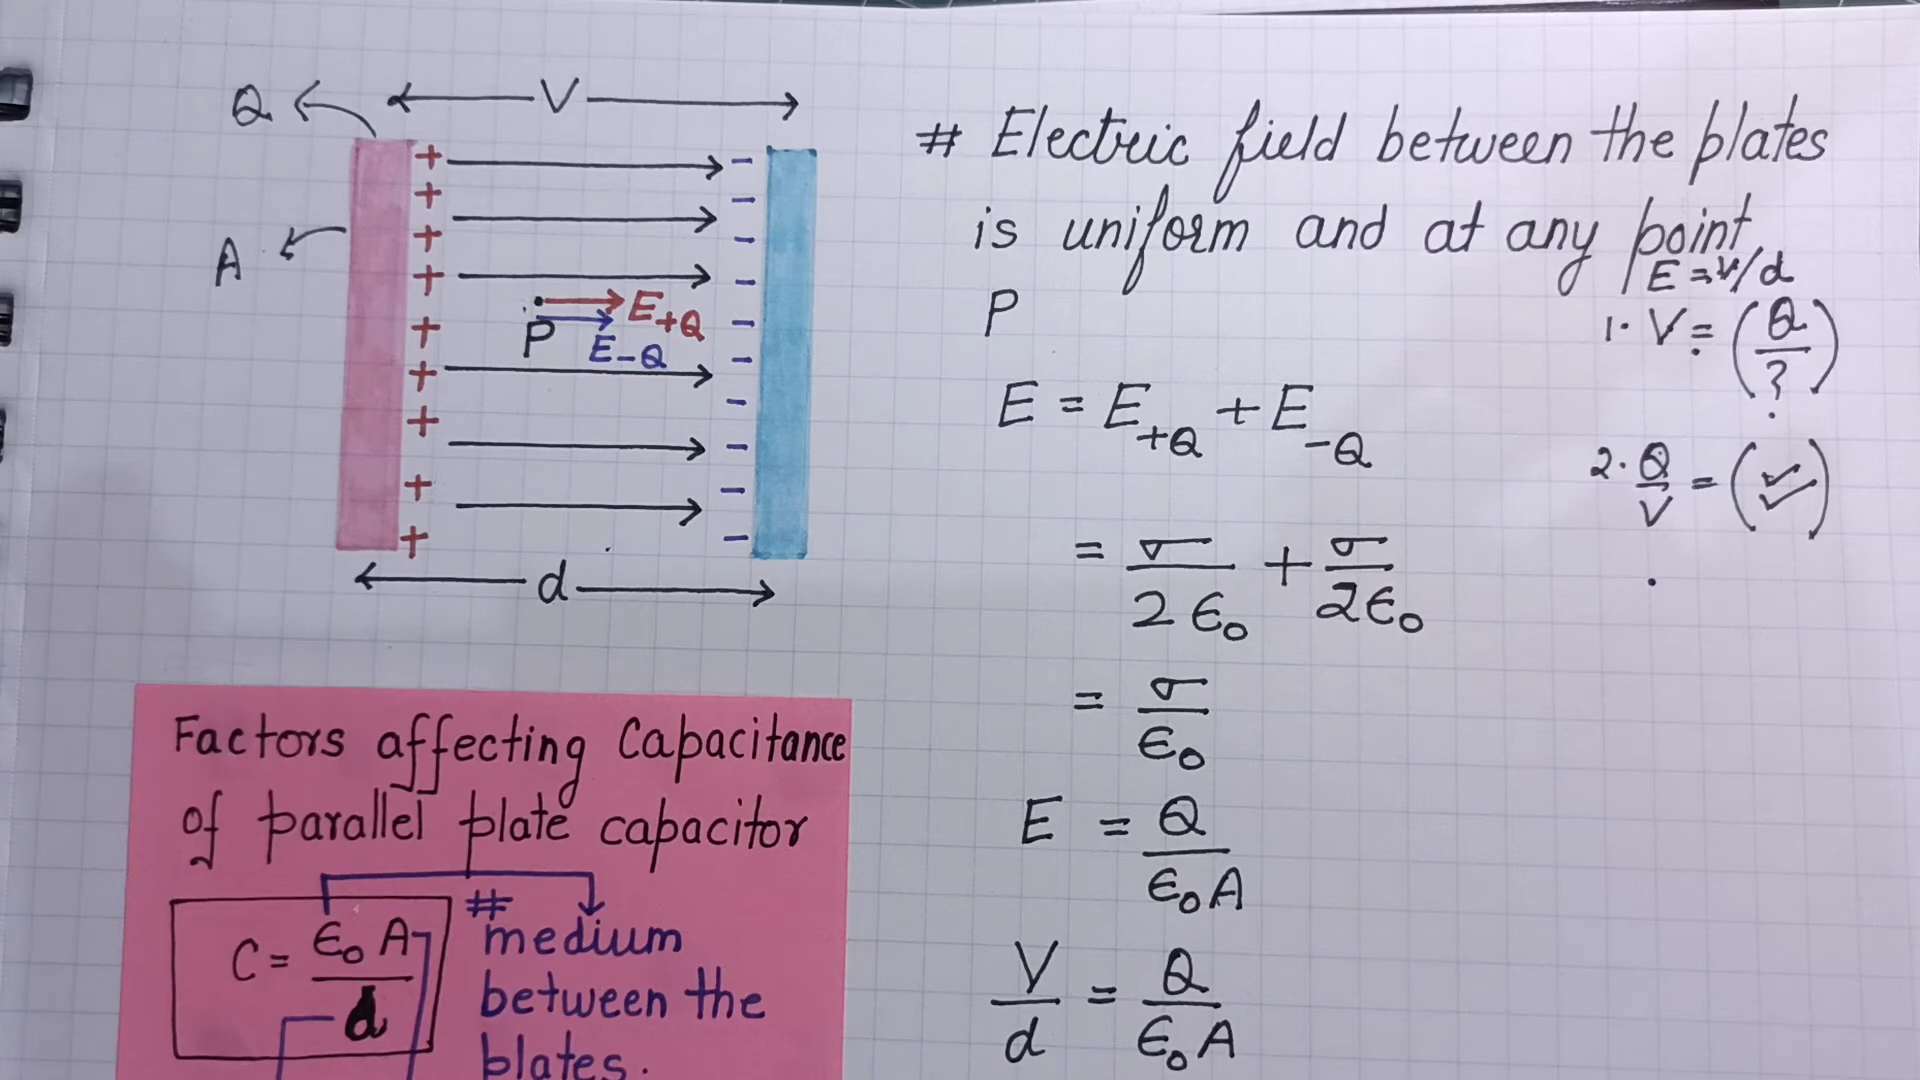 Q
V
A
P
E+Q
E-Q
d
# Electric field between the plates
is uniform and at any point
P
E = V/d
1. V = (Q/?)
E = E+Q + E-Q
2. Q/V = (✓)
= σ/2ϵ₀ + σ/2ϵ₀
= σ/ϵ₀
E = Q/ϵ₀A
V/d = Q/ϵ₀A
Factors affecting Capacitance
of parallel plate capacitor
C = ϵ₀A/d
# medium
between the
plates.